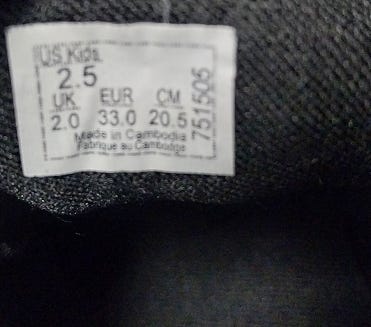 US Kids
2.5
UK EUR CM
2.0 33.0 20.5
Made in Cambodia
Fabrique au Cambodge
751505